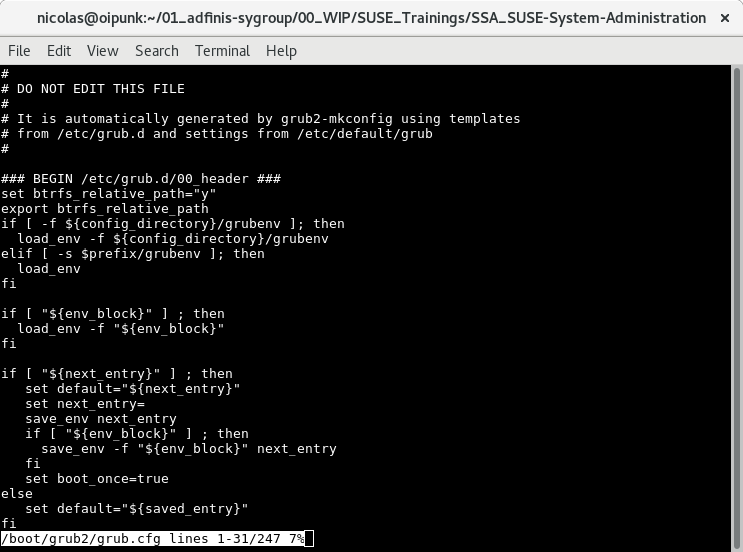 nicolas@oipunk:~/01_adfinis-sygroup/00_WIP/SUSE_Trainings/SSA_SUSE-System-Administration ×
File Edit View Search Terminal Help
#
# DO NOT EDIT THIS FILE
#
# It is automatically generated by grub2-mkconfig using templates
# from /etc/grub.d and settings from /etc/default/grub
#

### BEGIN /etc/grub.d/00_header ###
set btrfs_relative_path="y"
export btrfs_relative_path
if [ -f ${config_directory}/grubenv ]; then
  load_env -f ${config_directory}/grubenv
elif [ -s $prefix/grubenv ]; then
  load_env
fi

if [ "${env_block}" ] ; then
  load_env -f "${env_block}"
fi

if [ "${next_entry}" ] ; then
   set default="${next_entry}"
   set next_entry=
   save_env next_entry
   if [ "${env_block}" ] ; then
     save_env -f "${env_block}" next_entry
   fi
   set boot_once=true
else
   set default="${saved_entry}"
fi
/boot/grub2/grub.cfg lines 1-31/247 7%